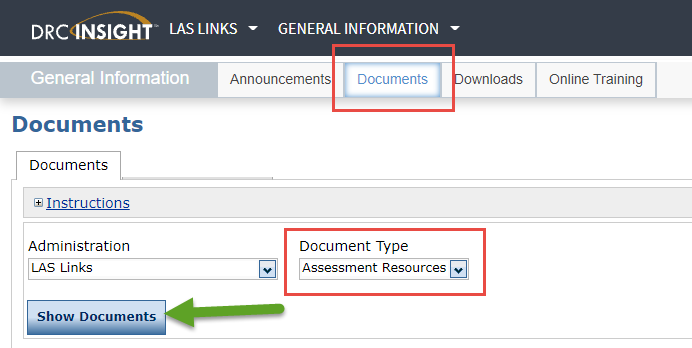 DRC INSIGHT™ LAS LINKS GENERAL INFORMATION
General Information Announcements Documents Downloads Online Training
Documents
Documents
Instructions
Administration Document Type
LAS Links Assessment Resources
Show Documents